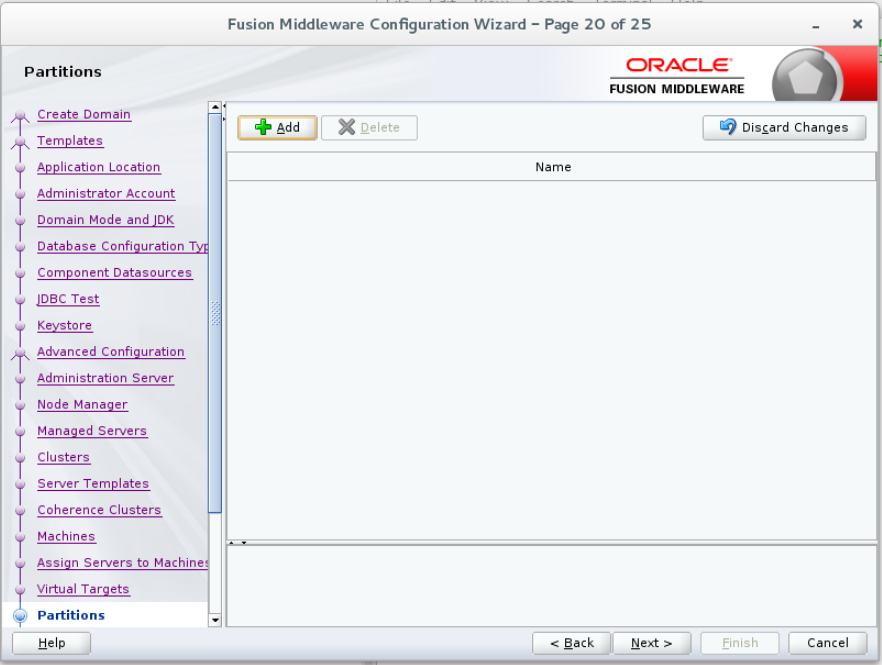 Fusion Middleware Configuration Wizard – Page 20 of 25
Partitions
ORACLE
FUSION MIDDLEWARE
Create Domain
Templates
Application Location
Administrator Account
Domain Mode and JDK
Database Configuration Typ
Component Datasources
JDBC Test
Keystore
Advanced Configuration
Administration Server
Node Manager
Managed Servers
Clusters
Server Templates
Coherence Clusters
Machines
Assign Servers to Machines
Virtual Targets
Partitions
Add
Delete
Discard Changes
Name
Help
< Back
Next >
Finish
Cancel